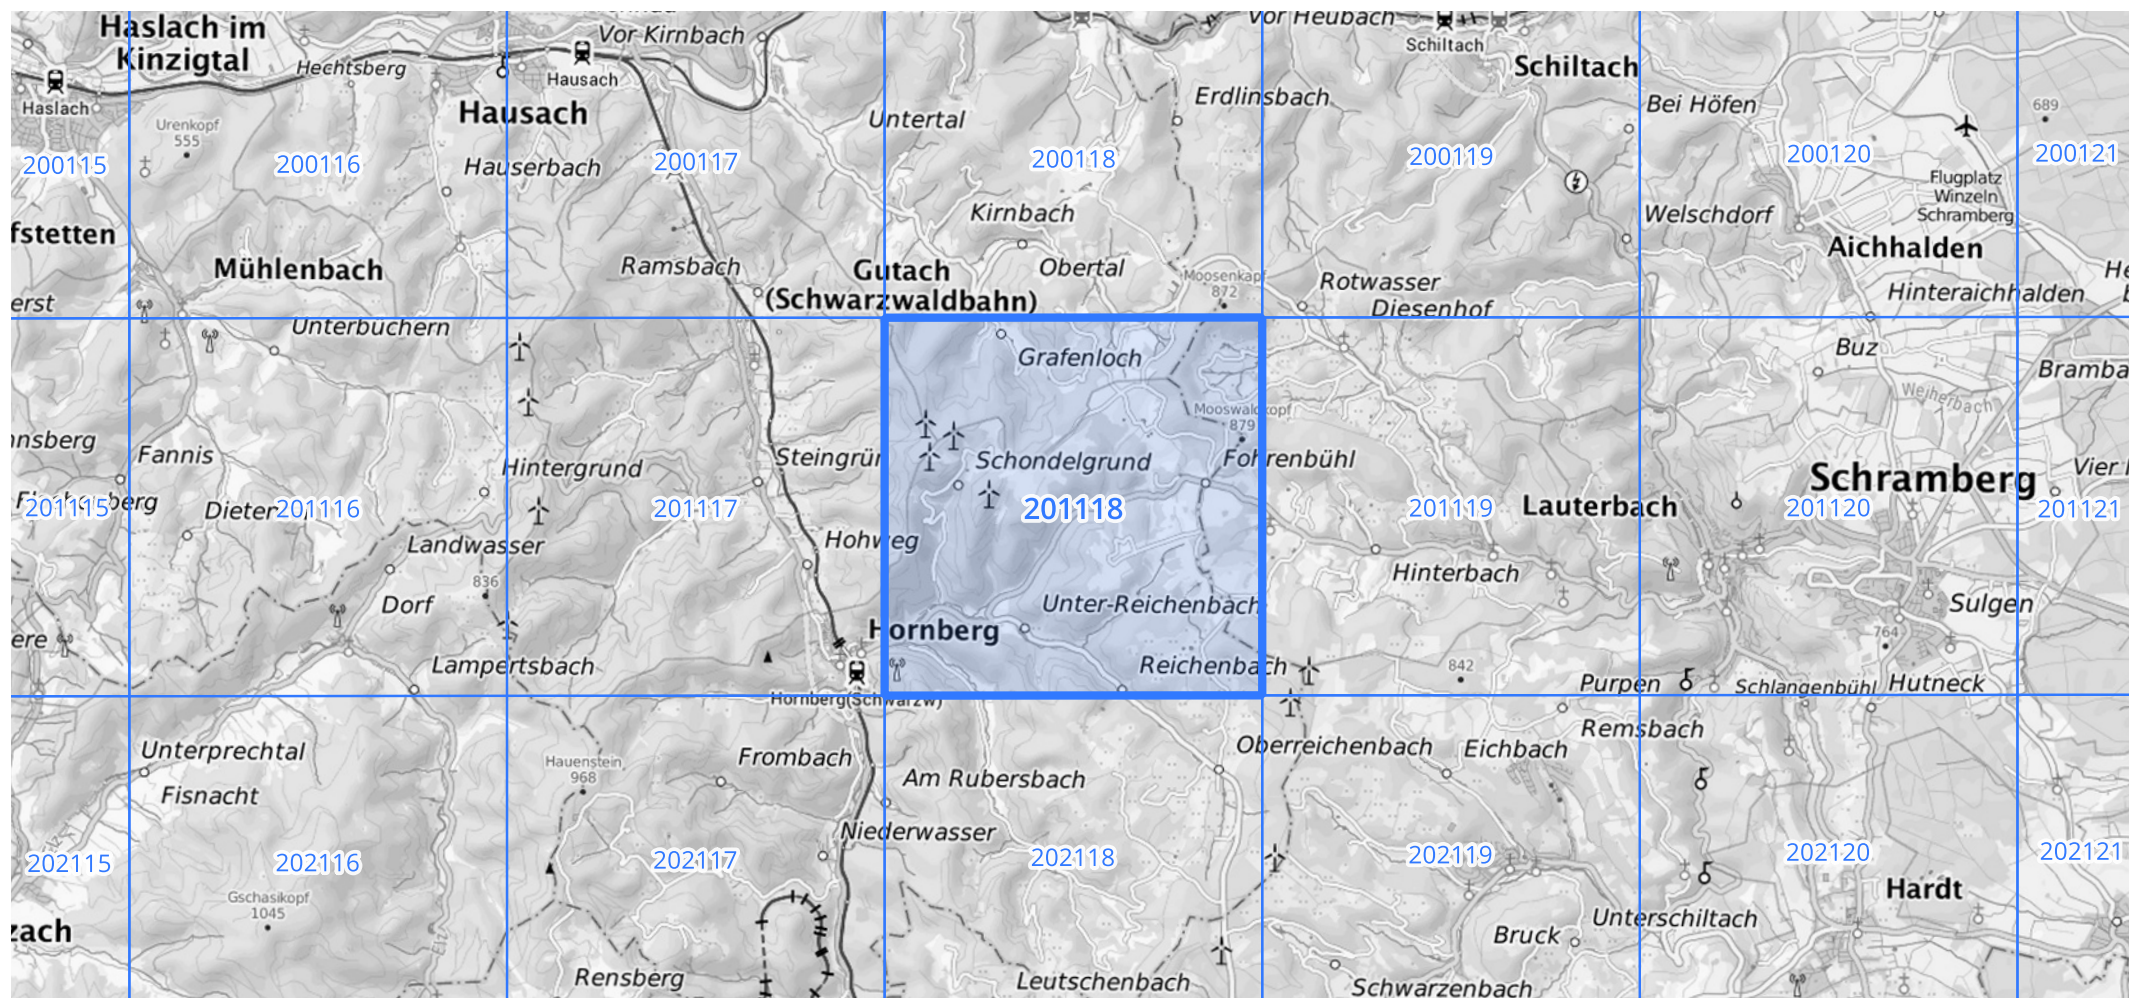 Haslach im
Kinzigtal
Haslach
Hechtsberg
Hausach
Hausach
Vor Kirnbach
Vor Heubach
Schiltach
Schiltach
Untertal
Erdlinsbach
Bei Höfen
689
Urenkopf
555
Hauserbach
200115
200116
200117
200118
200119
200120
200121
Flugplatz
Winzeln
Schramberg
Kirnbach
Welschdorf
fstetten
Mühlenbach
Ramsbach
Gutach
(Schwarzwaldbahn)
Obertal
Moosenkapf
872
Rotwasser
Diesenhof
Aichhalden
Hinteraichhalden
erst
Unterbüchern
Grafenloch
Buz
Bramba
Weiherbach
Mooswaldkopf
879
nnsberg
Fannis
Hintergrund
Steingrün
Schondelgrund
Fohrenbühl
Schramberg
Vier
201115
201116
201117
201118
201119
201120
201121
Lauterbach
Landwasser
Hohweg
836
Dorf
Hinterbach
Unter-Reichenbach
Sulgen
ere
Hornberg
764
Lampertsbach
Reichenbach
842
Purpen
Schlangenbühl
Hutneck
Hornberg(Schwarzw)
Remsbach
Unterprechtal
Hauenstein
968
Frombach
Am Rubersbach
Oberreichenbach
Eichbach
Fisnacht
Niederwasser
202115
202116
202117
202118
202119
202120
202121
Gschasikopf
1045
Hardt
zach
Unterschiltach
Bruck
Rensberg
Leutschenbach
Schwarzenbach